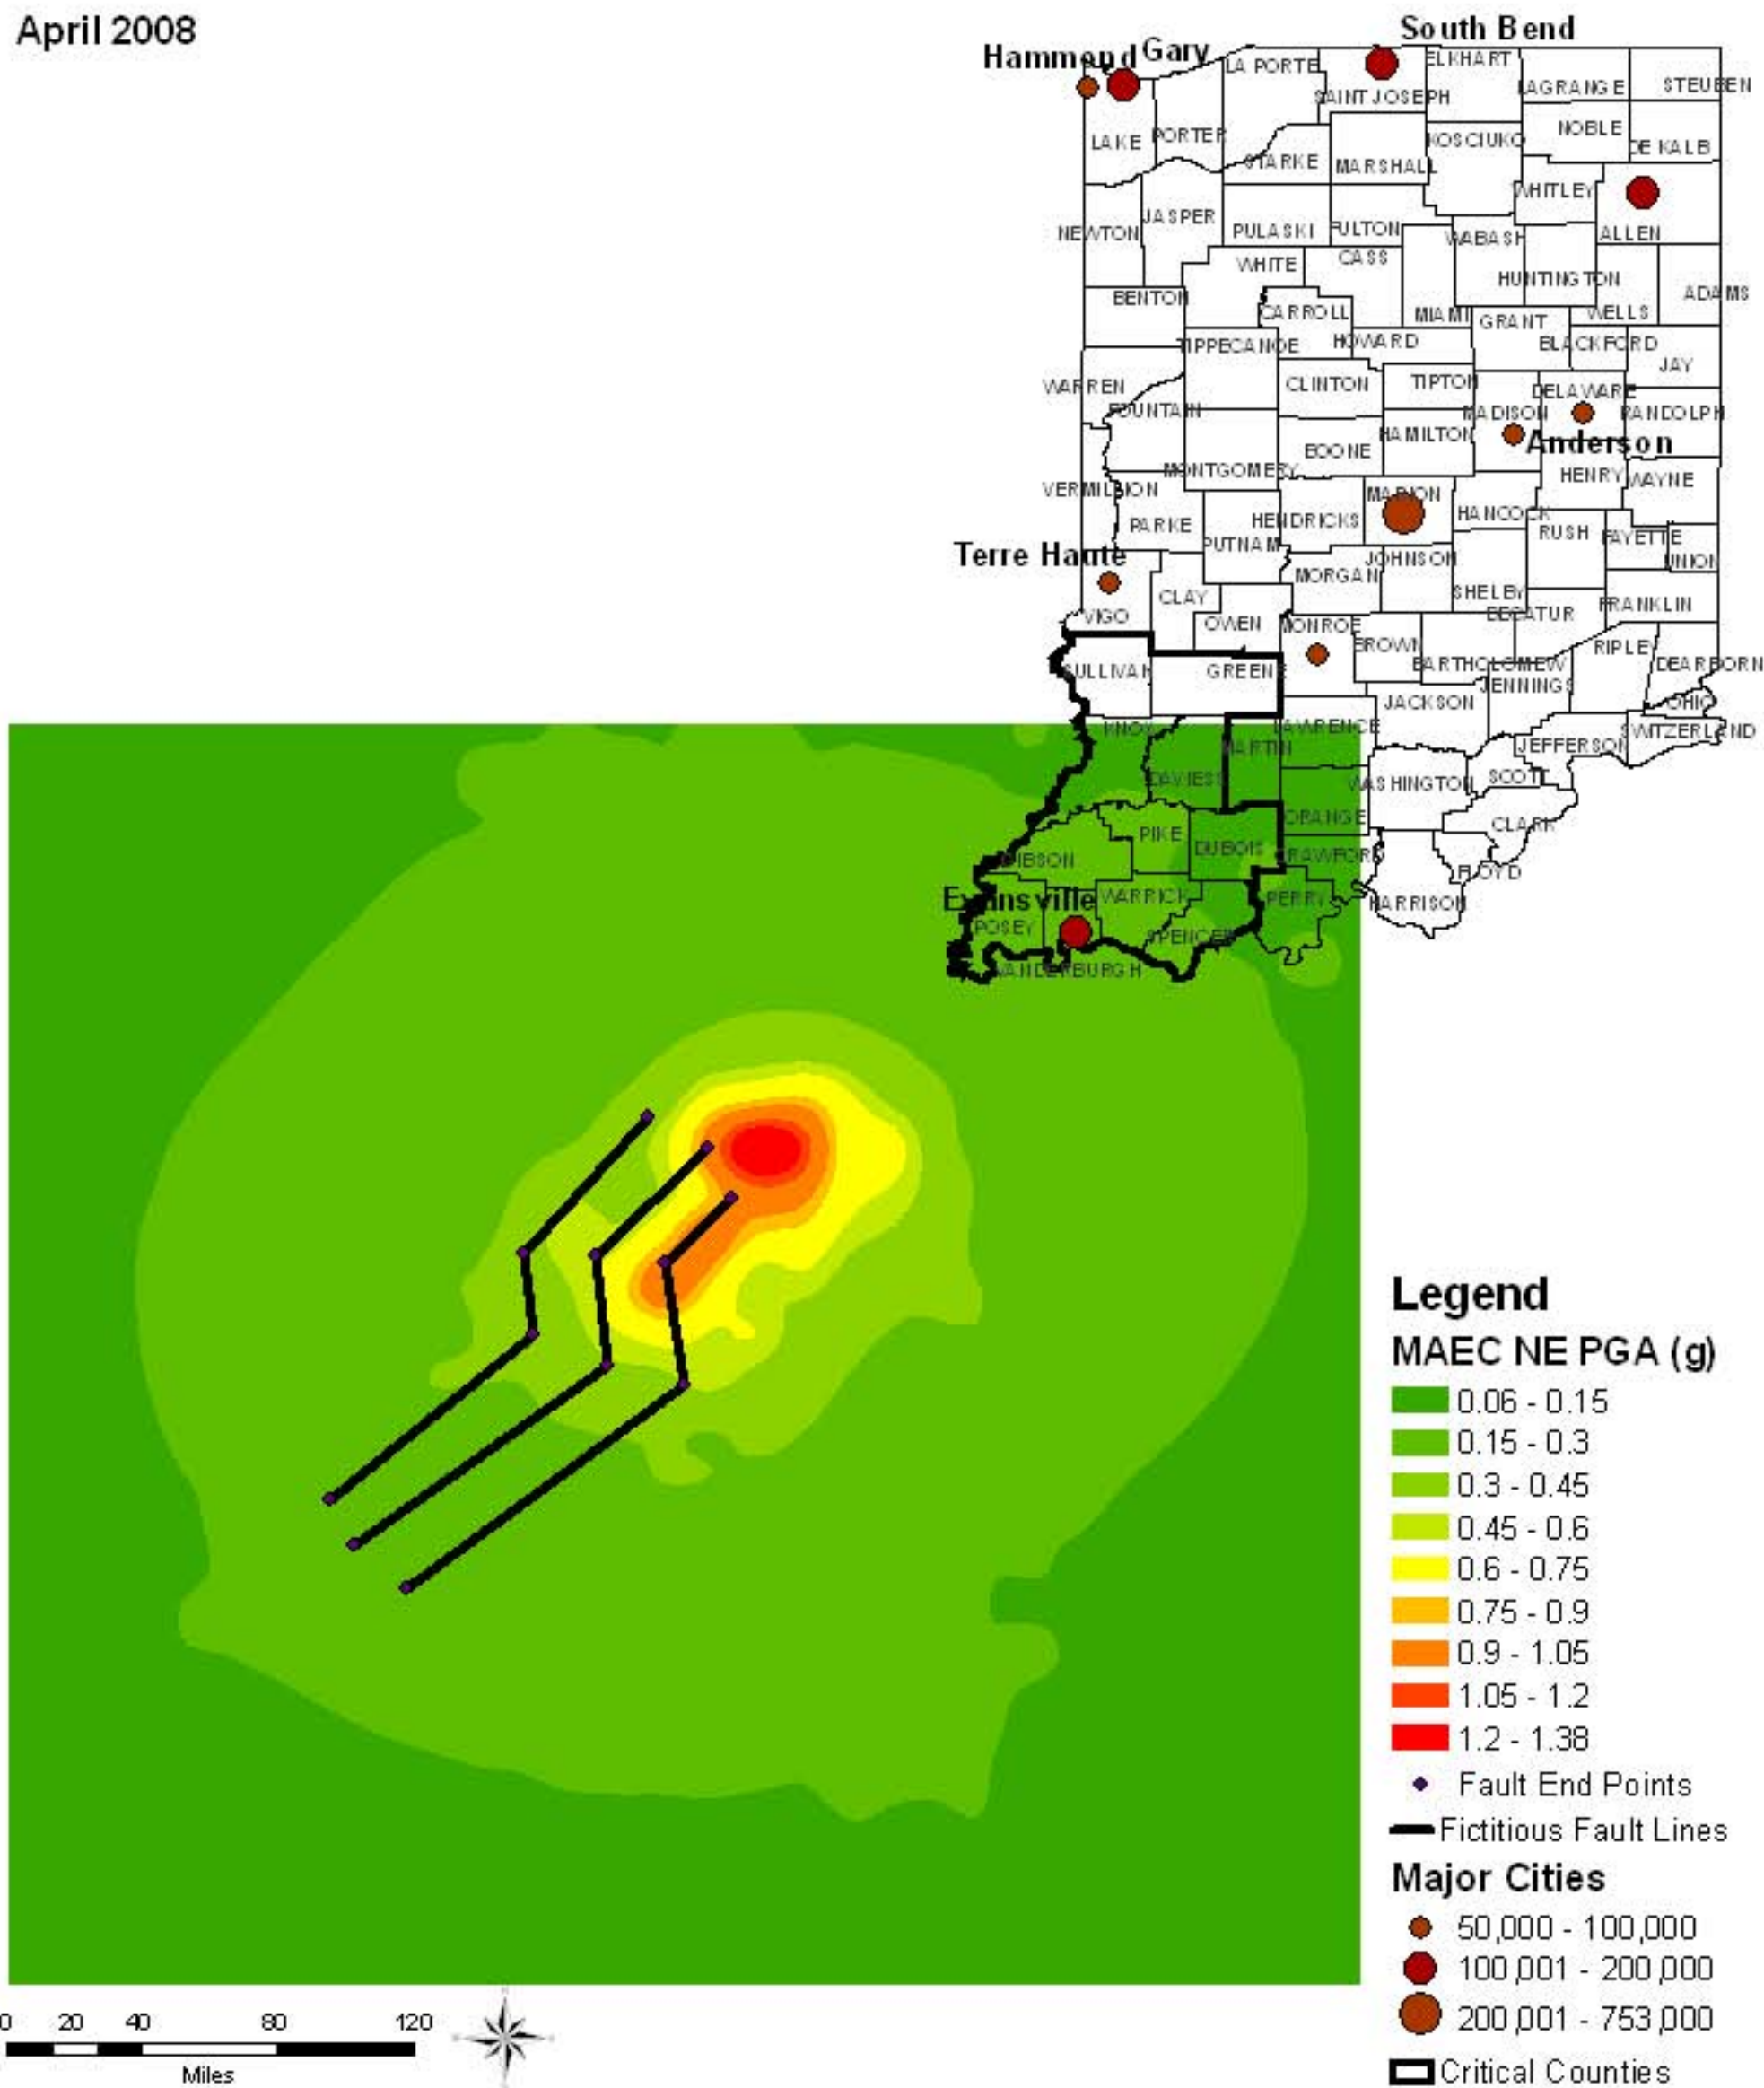 April 2008
South Bend
Hammond Gary
LA PORTE
ELKHART
LAGRANGE
STEUBEN
SAINT JOSEPH
LAKE
PORTER
STARKE
MARSHALL
KOSCIUKO
NOBLE
DE KALB
WHITLEY
NEWTON
JASPER
PULASKI
FULTON
WABASH
ALLEN
WHITE
CASS
HUNTINGTON
ADAMS
BENTON
CARROLL
MIAMI
GRANT
WELLS
TIPPECANOE
HOWARD
BLACKFORD
JAY
WARREN
CLINTON
TIPTON
DELAWARE
FOUNTAIN
MADISON
RANDOLPH
BOONE
HAMILTON
Anderson
MONTGOMERY
HENRY
WAYNE
VERMILLION
MARION
PARKE
HENDRICKS
HANCOCK
RUSH
FAYETTE
PUTNAM
UNION
Terre Haute
JOHNSON
MORGAN
CLAY
SHELBY
VIGO
DECATUR
FRANKLIN
OWEN
MONROE
BROWN
RIPLEY
SULLIVAN
GREENE
BARTHOLOMEW
DEARBORN
JENNINGS
JACKSON
OHIO
KNOX
LAWRENCE
SWITZERLAND
MARTIN
JEFFERSON
DAVIESS
WASHINGTON
SCOTT
ORANGE
CLARK
PIKE
DUBOIS
GIBSON
CRAWFORD
FLOYD
Evansville
WARRICK
PERRY
HARRISON
POSEY
SPENCER
VANDERBURGH
Legend
MAEC NE PGA (g)
0.06 - 0.15
0.15 - 0.3
0.3 - 0.45
0.45 - 0.6
0.6 - 0.75
0.75 - 0.9
0.9 - 1.05
1.05 - 1.2
1.2 - 1.38
Fault End Points
Fictitious Fault Lines
Major Cities
50,000 - 100,000
100,001 - 200,000
200,001 - 753,000
Critical Counties
0 20 40 80 120
Miles